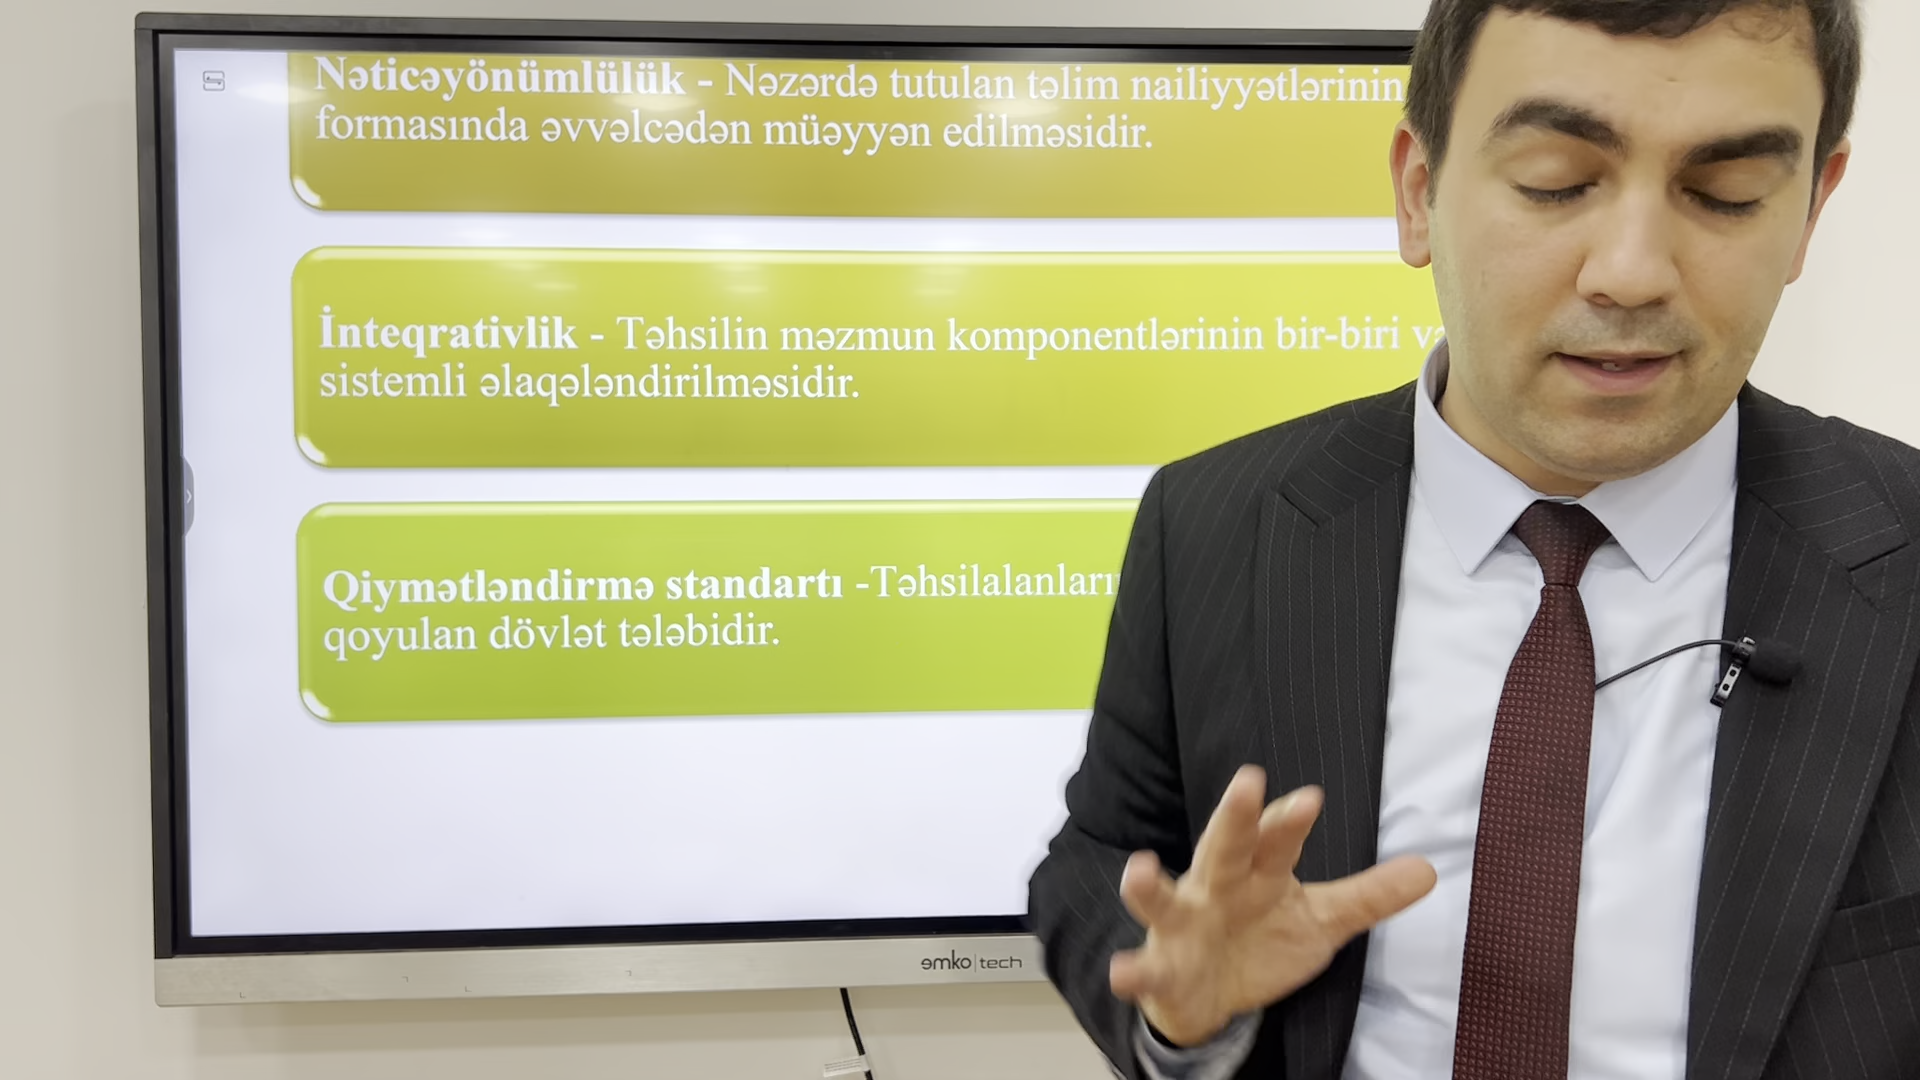 Nəticəyönümlülük - Nəzərdə tutulan təlim nailiyyətlərinin
formasında əvvəlcədən müəyyən edilməsidir.
İnteqrativlik - Təhsilin məzmun komponentlərinin bir-biri
sistemli əlaqələndirilməsidir.
Qiymətləndirmə standartı -Təhsilalanların
qoyulan dövlət tələbidir.
emko|tech